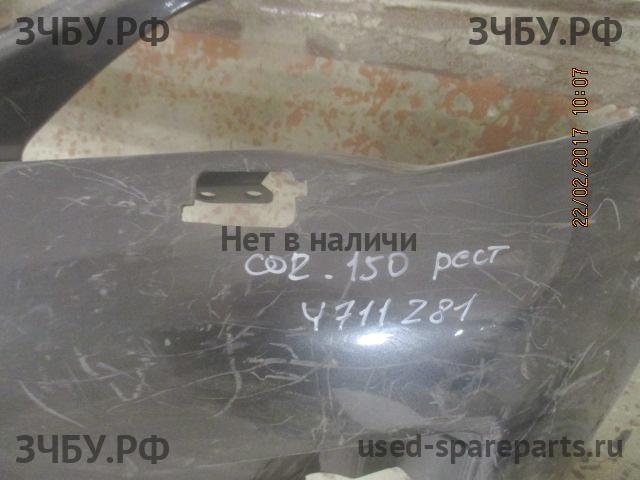 ЗЧБУ.РФ
ЗЧБУ.РФ
22/02/2017 10:07
Нет в наличии
COR. 150 рест
4711281
ЗЧБУ.РФ
used-spareparts.ru